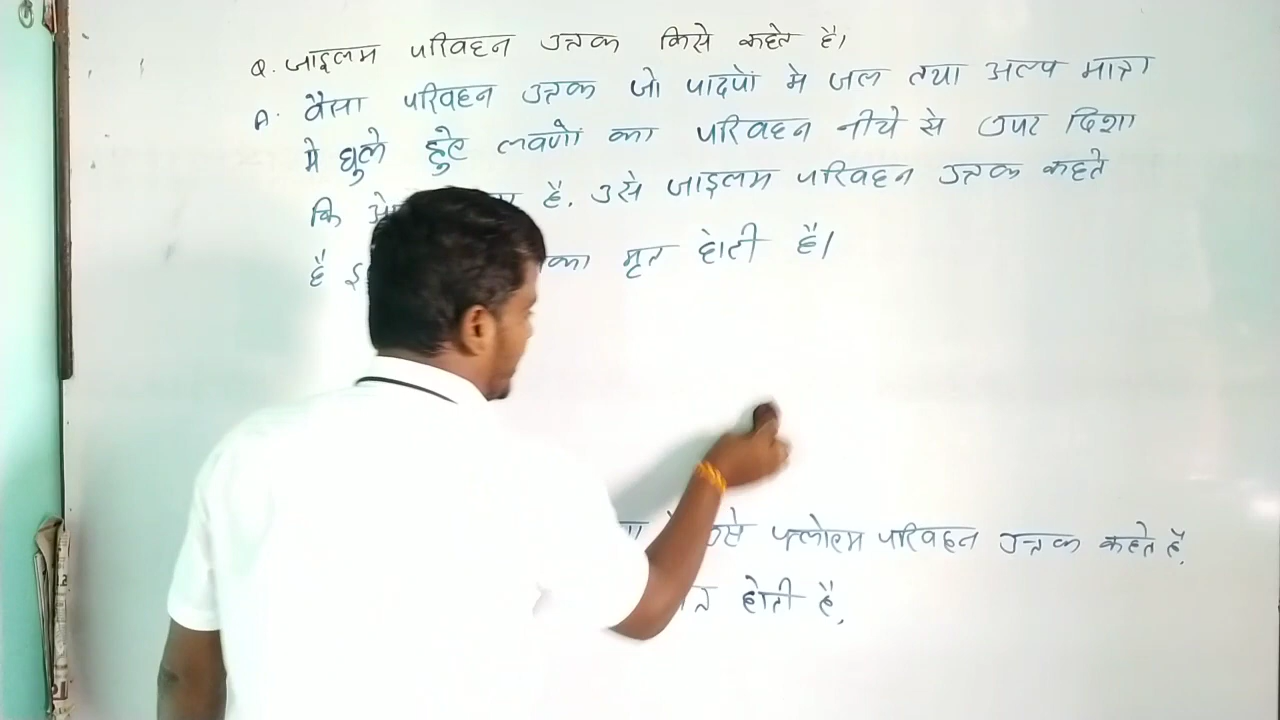 Q. जाइलम परिवहन उत्तक किसे कहते है।
A. वैसा परिवहन उत्तक जो पादपों मे जल तथा अल्प मात्रा
मे घुले हुऐ लवणों का परिवहन नीचे से उपर दिशा
कि है. उसे जाइलम परिवहन उत्तक कहते
है मृत होती है।
उसे फ्लोएम परिवहन उत्तक कहते है.
होती है.